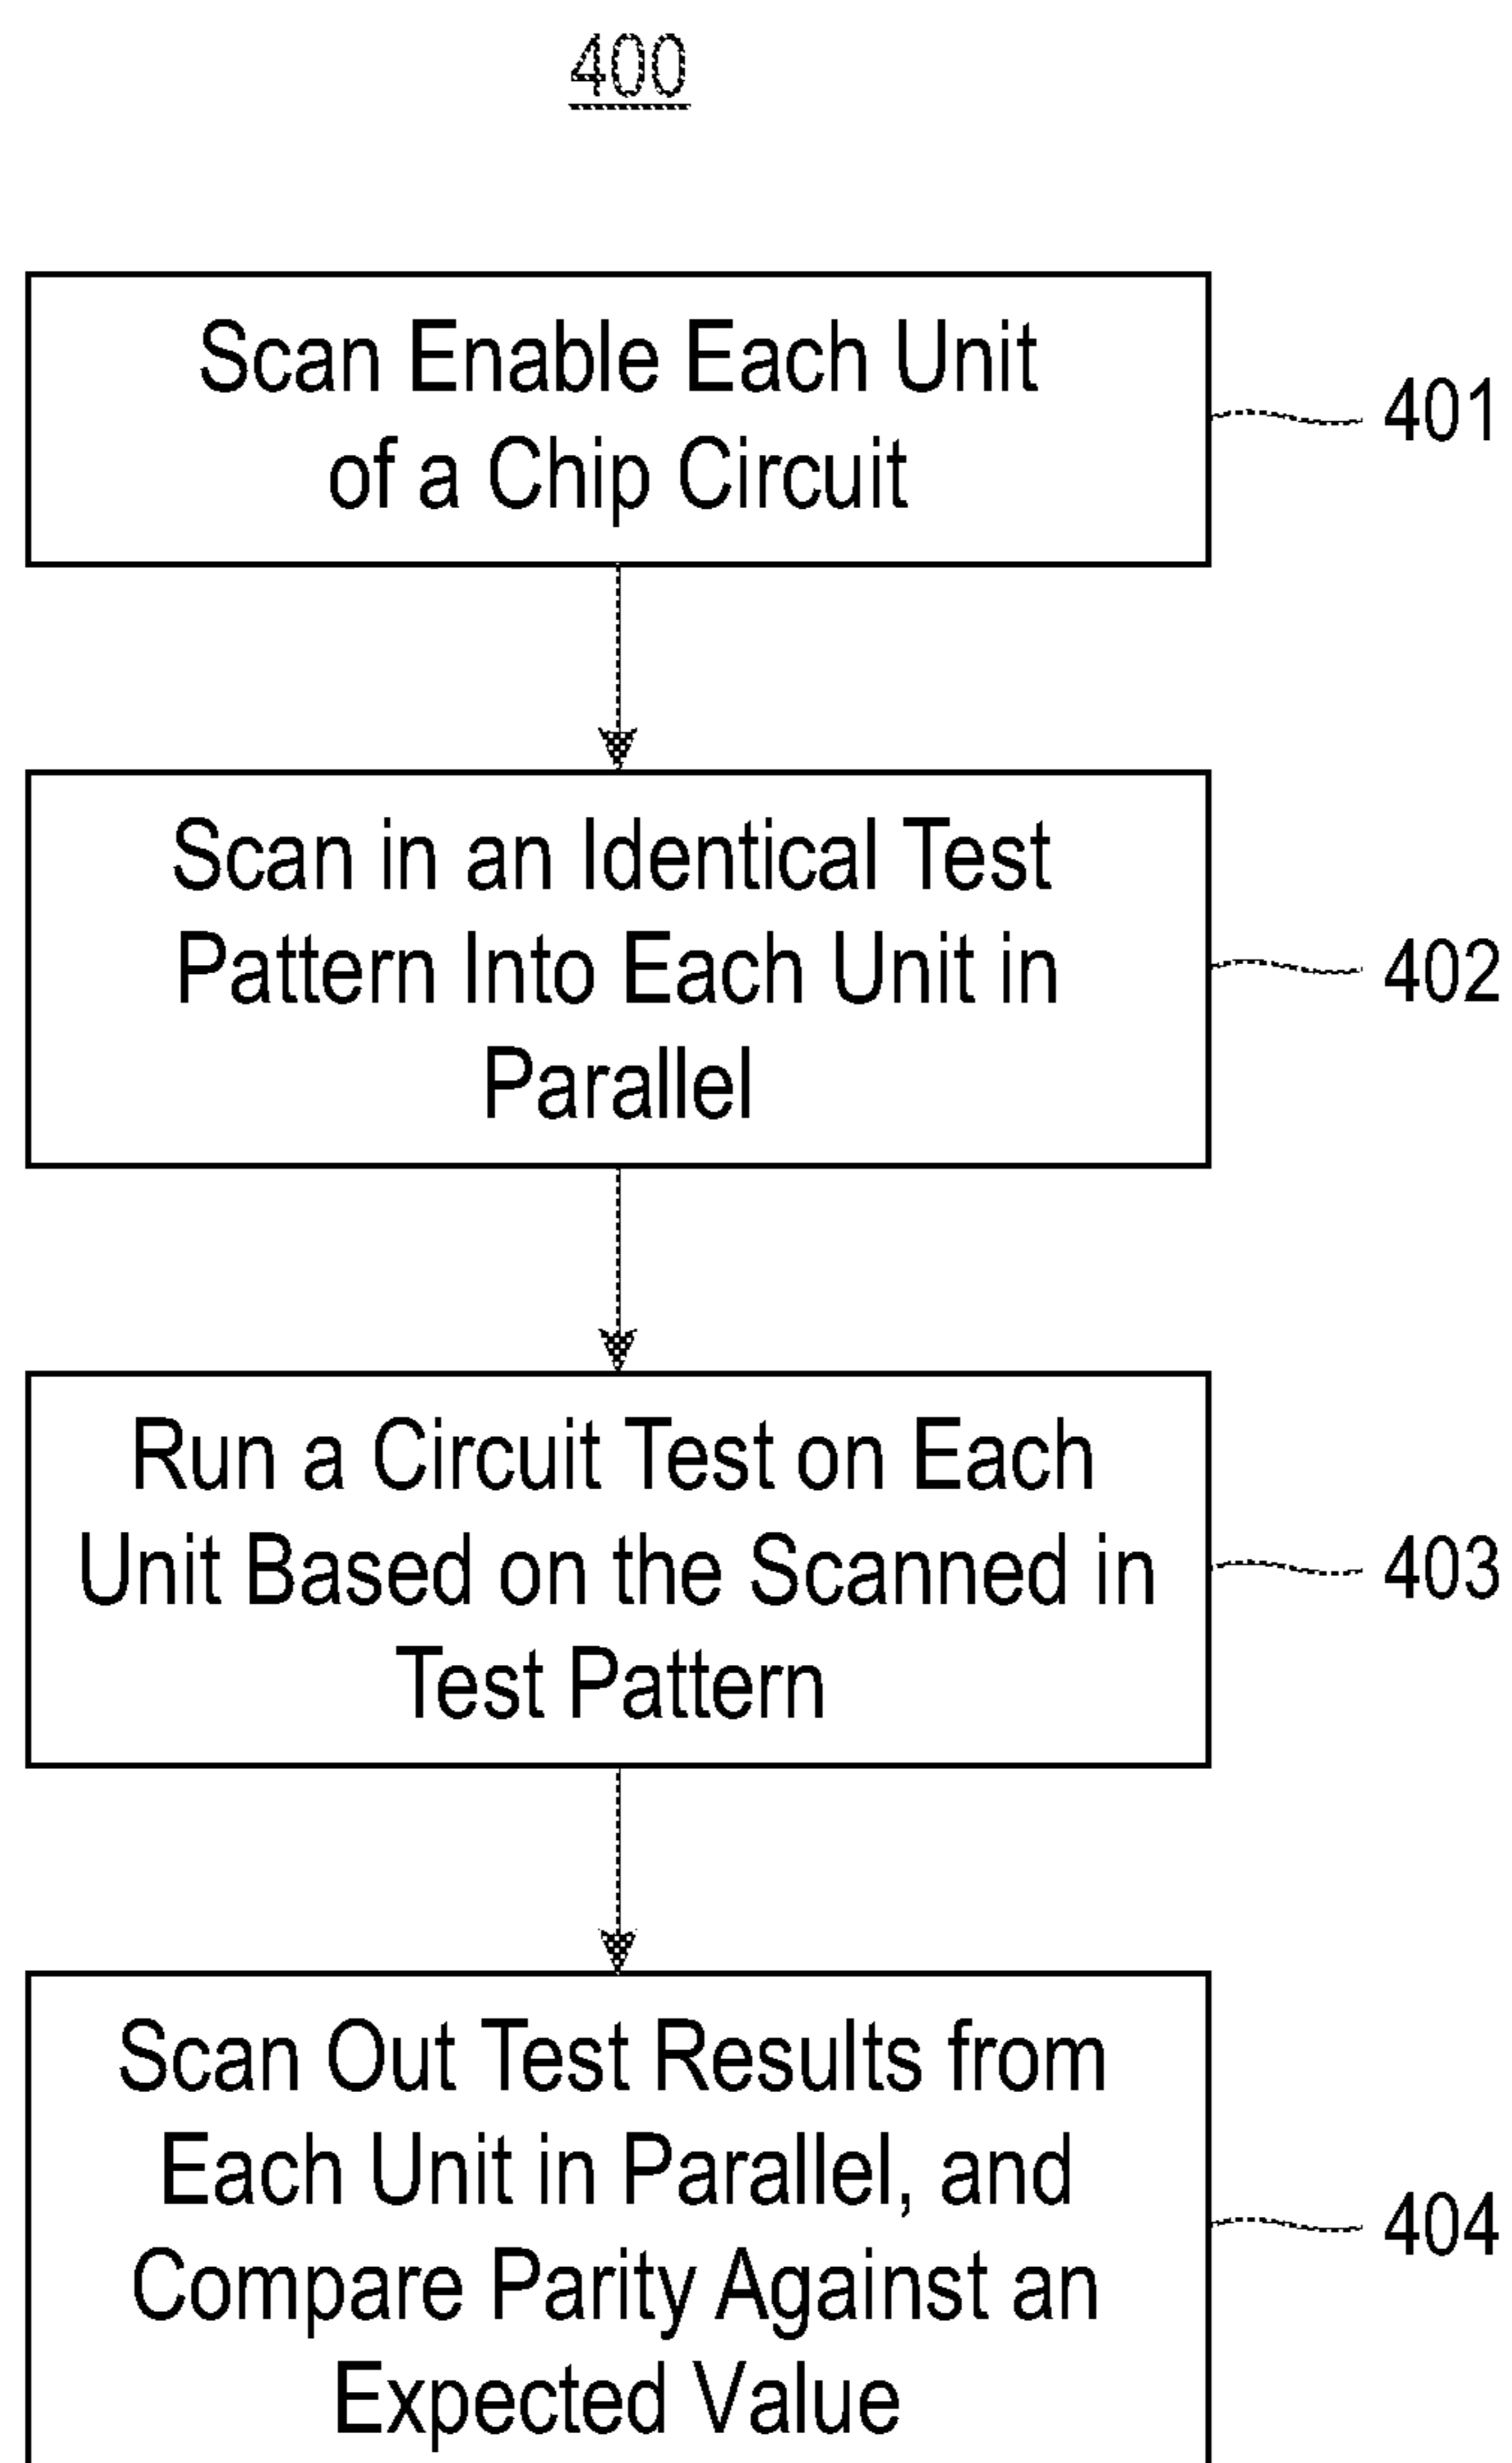 400
Scan Enable Each Unit
of a Chip Circuit
401
Scan in an Identical Test
Pattern Into Each Unit in
Parallel
402
Run a Circuit Test on Each
Unit Based on the Scanned in
Test Pattern
403
Scan Out Test Results from
Each Unit in Parallel, and
Compare Parity Against an
Expected Value
404